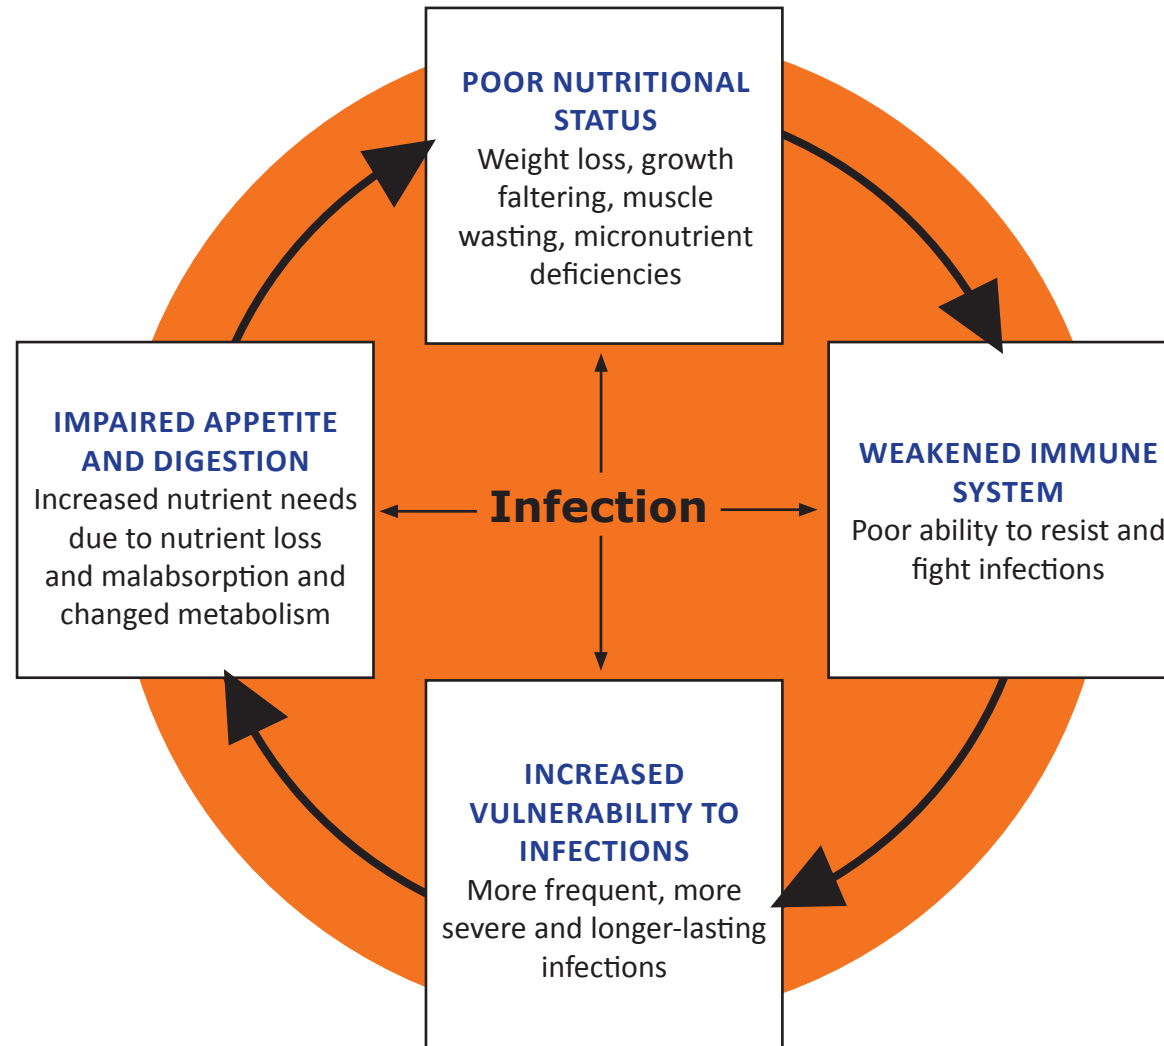 POOR NUTRITIONAL
STATUS
Weight loss, growth
faltering, muscle
wasting, micronutrient
deficiencies
IMPAIRED APPETITE
AND DIGESTION
Increased nutrient needs
due to nutrient loss
and malabsorption and
changed metabolism
Infection
WEAKENED IMMUNE
SYSTEM
Poor ability to resist and
fight infections
INCREASED
VULNERABILITY TO
INFECTIONS
More frequent, more
severe and longer-lasting
infections